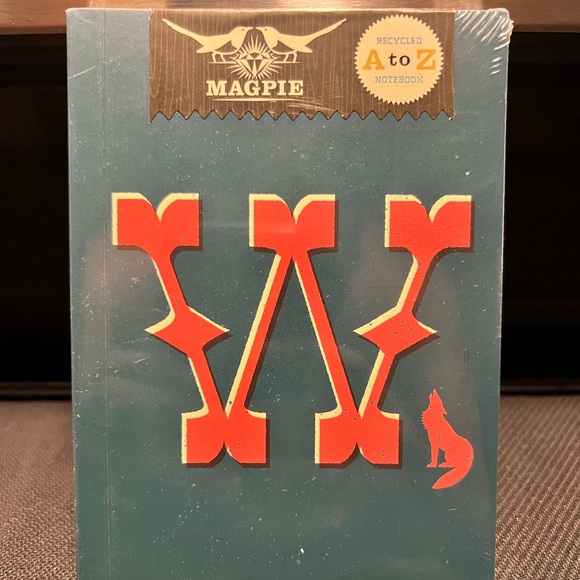 MAGPIE
RECYCLED
A to Z
NOTEBOOK
W